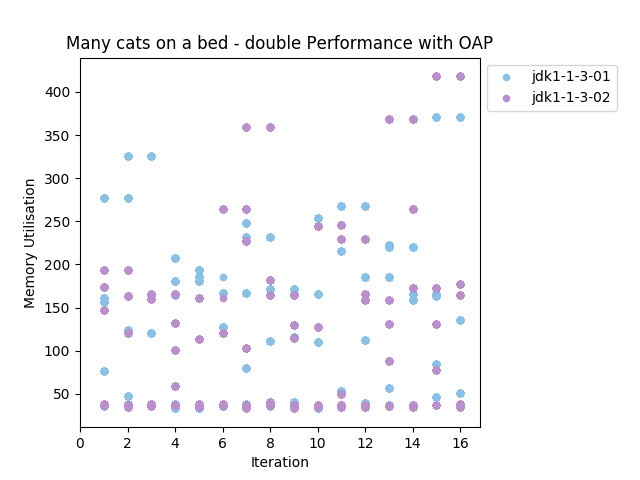 Many cats on a bed - double Performance with OAP
jdk1-1-3-01
jdk1-1-3-02
Memory Utilisation
400
350
300
250
200
150
100
50
0 2 4 6 8 10 12 14 16
Iteration